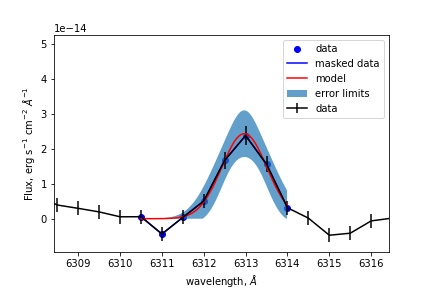 1e−14
5
4
3
2
1
0
Flux, erg s⁻¹ cm⁻² Å⁻¹
data
masked data
model
error limits
data
6309 6310 6311 6312 6313 6314 6315 6316
wavelength, Å